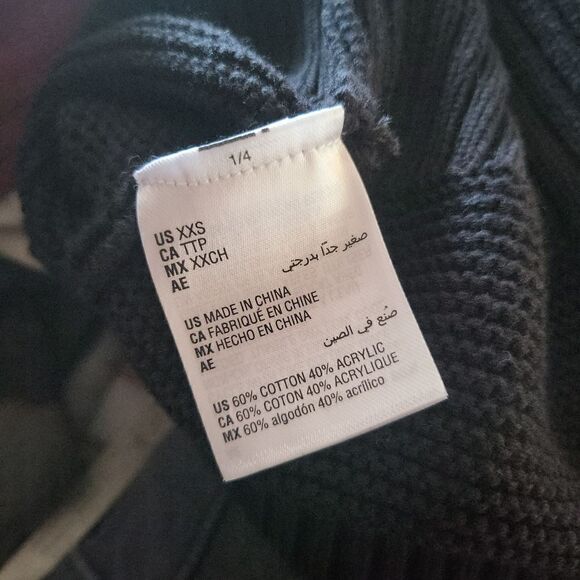 1/4
US XXS
CA TTP
MX XXCH
AE صغير جدًا بدرجتي
US MADE IN CHINA
CA FABRIQUÉ EN CHINE
MX HECHO EN CHINA
AE صُنع في الصين
US 60% COTTON 40% ACRYLIC
CA 60% COTON 40% ACRYLIQUE
MX 60% algodón 40% acrílico